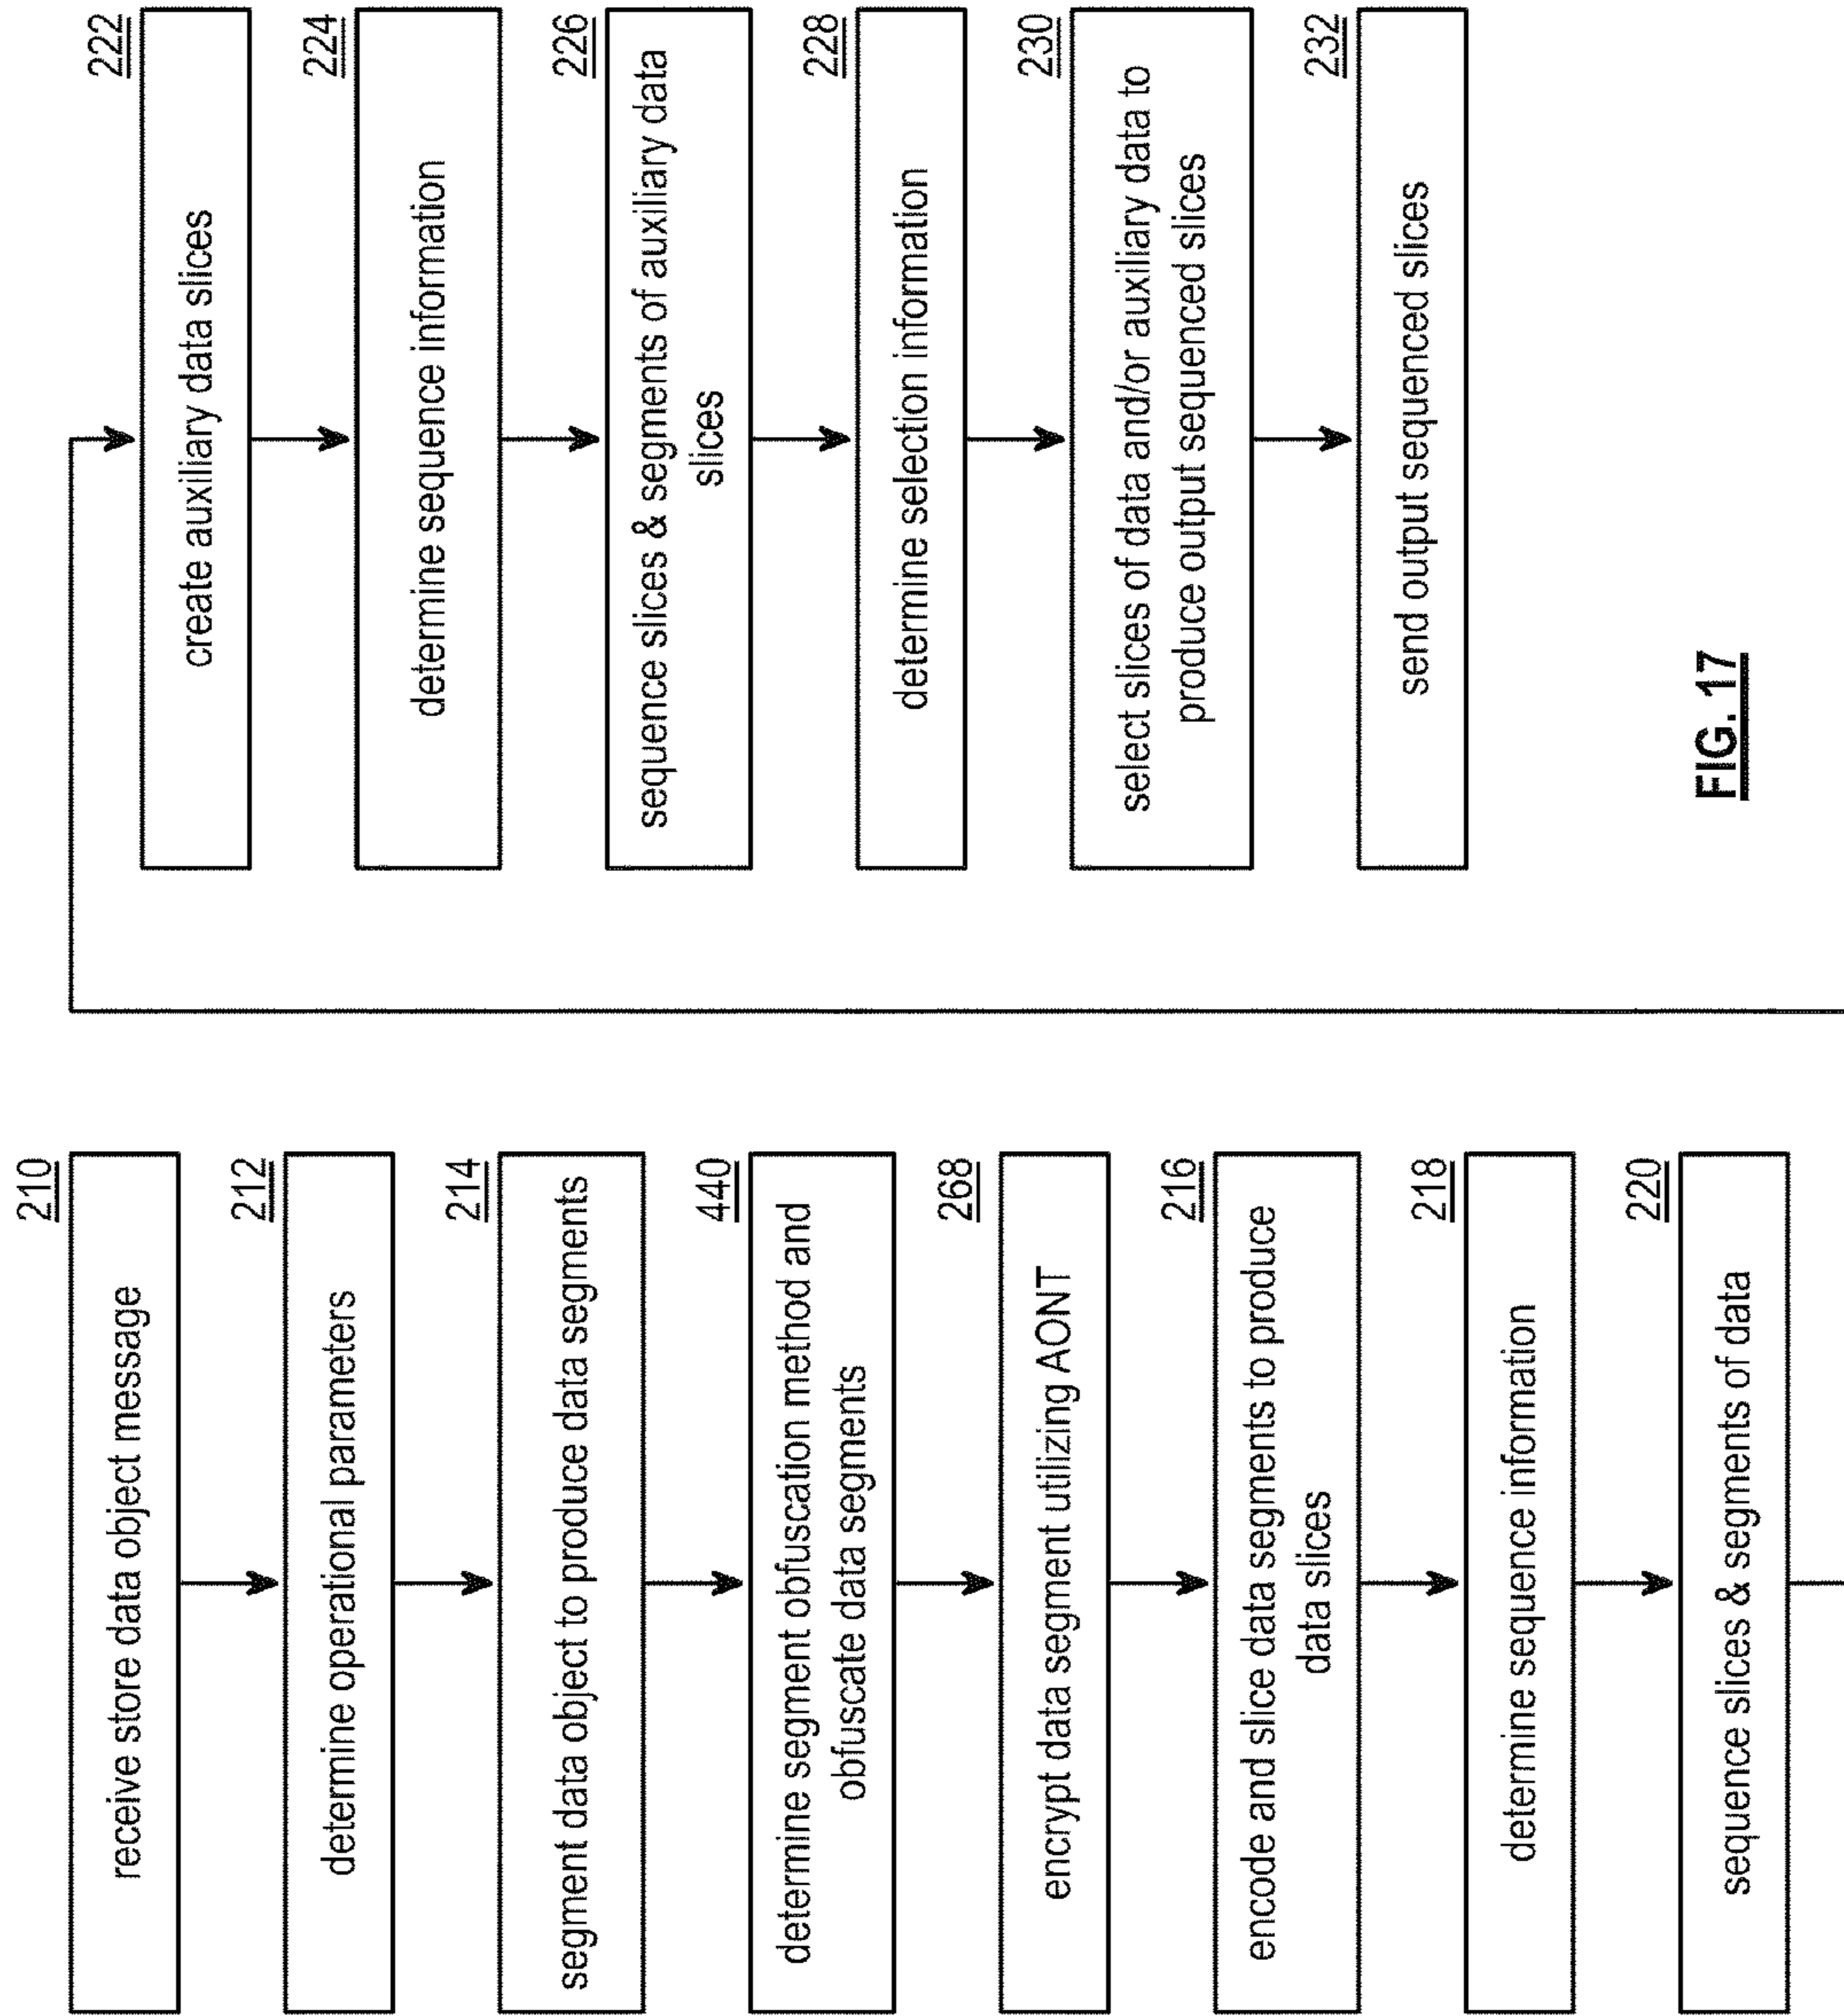 210
receive store data object message
212
determine operational parameters
214
segment data object to produce data segments
440
determine segment obfuscation method and
obfuscate data segments
268
encrypt data segment utilizing AONT
216
encode and slice data segments to produce
data slices
218
determine sequence information
220
sequence slices & segments of data
222
create auxiliary data slices
224
determine sequence information
226
sequence slices & segments of auxiliary data
slices
228
determine selection information
230
select slices of data and/or auxiliary data to
produce output sequenced slices
232
send output sequenced slices
FIG. 17